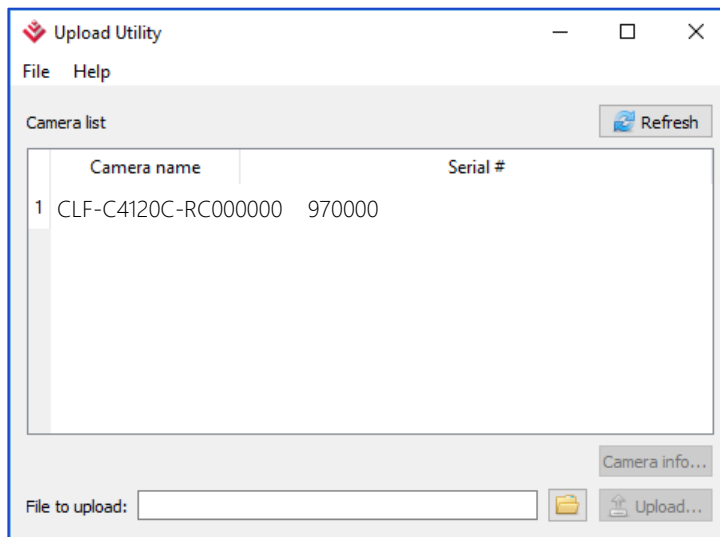 Upload Utility
File Help
Camera list Refresh
Camera name Serial #
1 CLF-C4120C-RC000000 970000
Camera info...
File to upload: Upload...